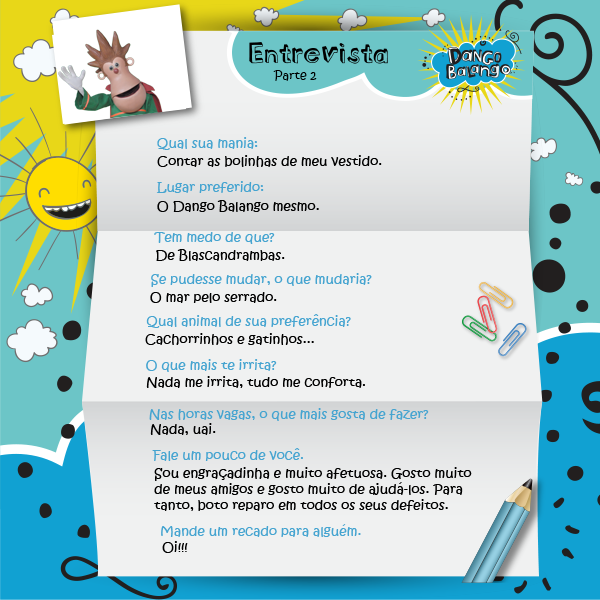 Entrevista
Parte 2
Dango
Balango
Qual sua mania:
Contar as bolinhas de meu vestido.
Lugar preferido:
O Dango Balango mesmo.
Tem medo de que?
De Blascandrambas.
Se pudesse mudar, o que mudaria?
O mar pelo serrado.
Qual animal de sua preferência?
Cachorrinhos e gatinhos...
O que mais te irrita?
Nada me irrita, tudo me conforta.
Nas horas vagas, o que mais gosta de fazer?
Nada, uai.
Fale um pouco de você.
Sou engraçadinha e muito afetuosa. Gosto muito
de meus amigos e gosto muito de ajudá-los. Para
tanto, boto reparo em todos os seus defeitos.
Mande um recado para alguém.
Oi!!!